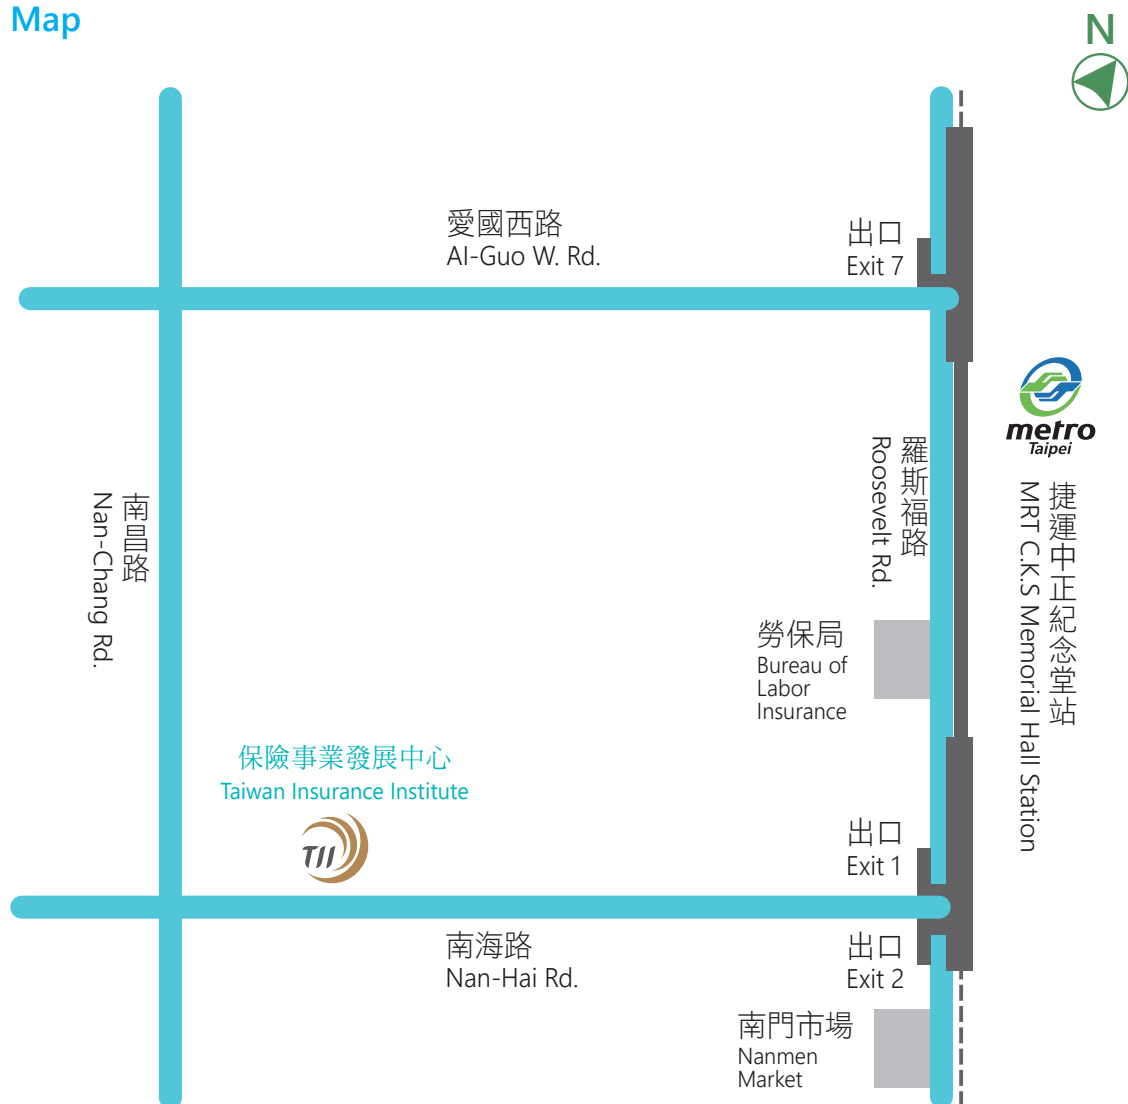 Map
N
愛國西路
AI-Guo W. Rd.
出口
Exit 7
metro
Taipei
羅斯福路
Roosevelt Rd.
捷運中正紀念堂站
MRT C.K.S Memorial Hall Station
南昌路
Nan-Chang Rd.
勞保局
Bureau of
Labor
Insurance
保險事業發展中心
Taiwan Insurance Institute
TII
出口
Exit 1
南海路
Nan-Hai Rd.
出口
Exit 2
南門市場
Nanmen
Market